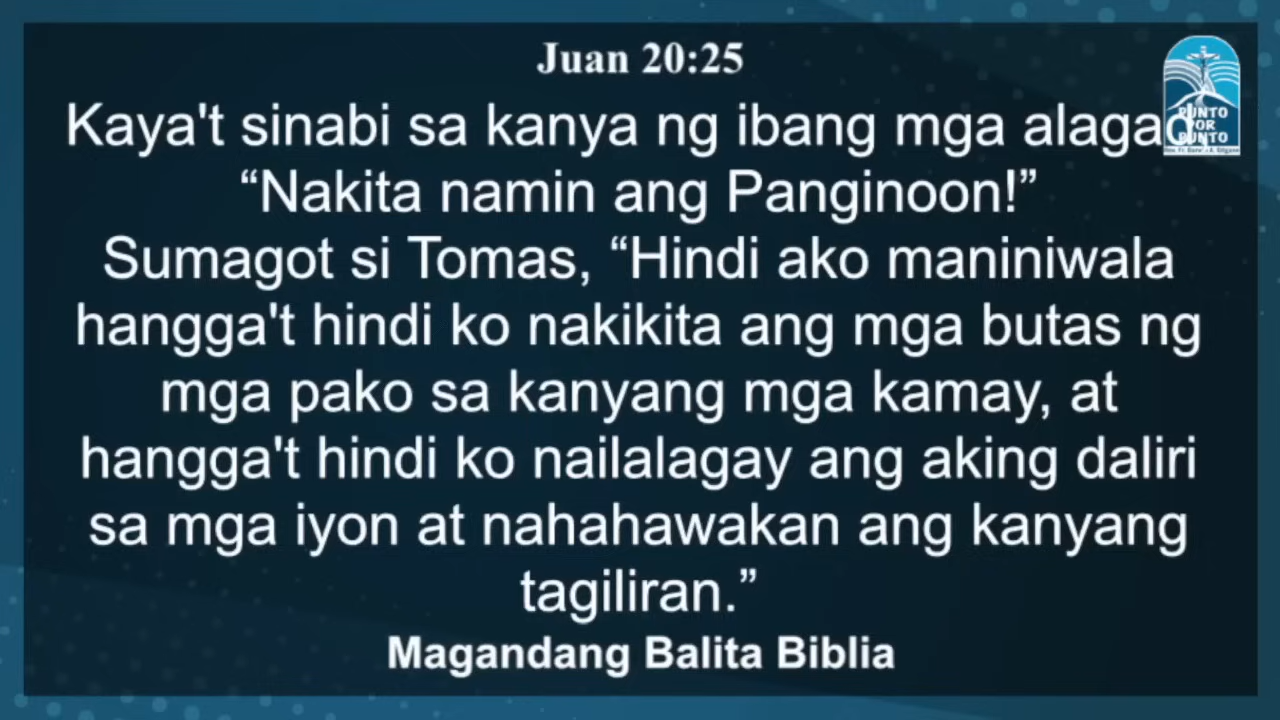 Juan 20:25
Kaya't sinabi sa kanya ng ibang mga alagad,
“Nakita namin ang Panginoon!”
Sumagot si Tomas, “Hindi ako maniniwala
hangga't hindi ko nakikita ang mga butas ng
mga pako sa kanyang mga kamay, at
hangga't hindi ko nailalagay ang aking daliri
sa mga iyon at nahahawakan ang kanyang
tagiliran.”
Magandang Balita Biblia
PUNTO
POR
PUNTO